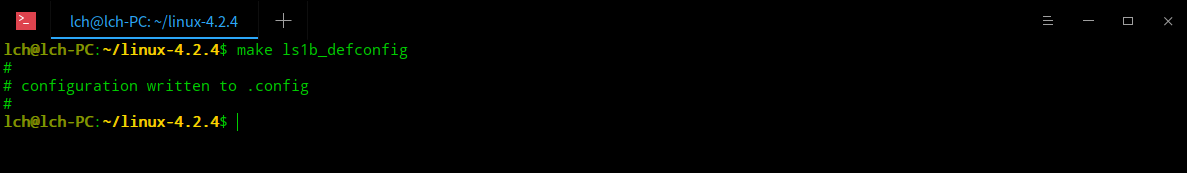 lch@lch-PC: ~/linux-4.2.4
lch@lch-PC:~/linux-4.2.4$ make ls1b_defconfig
#
# configuration written to .config
#
lch@lch-PC:~/linux-4.2.4$